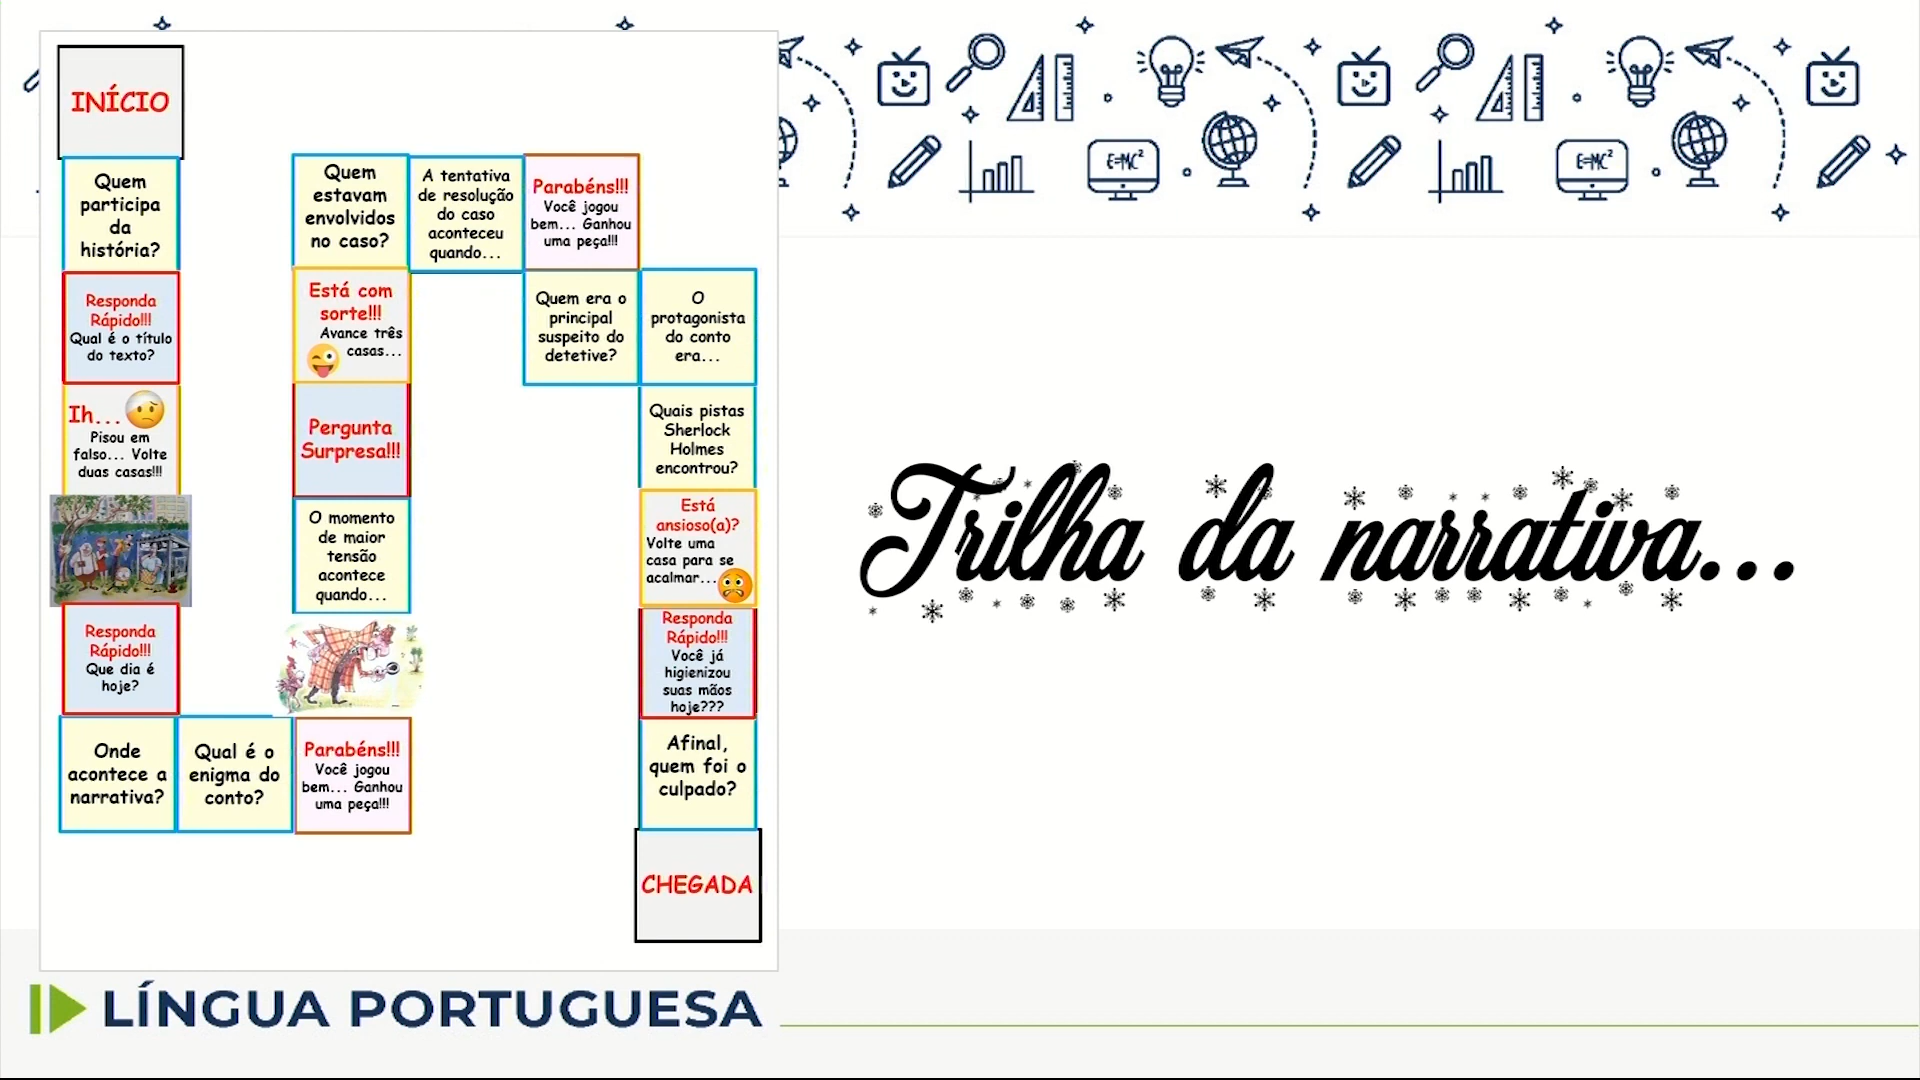 INÍCIO
Quem
participa
da
história?
Responda
Rápido!!!
Qual é o título
do texto?
Ih...
Pisou em
falso... Volte
duas casas!!!
Responda
Rápido!!!
Que dia é
hoje?
Onde
acontece a
narrativa?
Qual é o
enigma do
conto?
Parabéns!!!
Você jogou
bem... Ganhou
uma peça!!!
O momento
de maior
tensão
acontece
quando...
Pergunta
Surpresa!!!
Está com
sorte!!!
Avance três
casas...
Quem
estavam
envolvidos
no caso?
A tentativa
de resolução
do caso
aconteceu
quando...
Parabéns!!!
Você jogou
bem... Ganhou
uma peça!!!
Quem era o
principal
suspeito do
detetive?
O
protagonista
do conto
era...
Quais pistas
Sherlock
Holmes
encontrou?
Está
ansioso(a)?
Volte uma
casa para se
acalmar...
Responda
Rápido!!!
Você já
higienizou
suas mãos
hoje???
Afinal,
quem foi o
culpado?
CHEGADA
E=MC²
E=MC²
Trilha da narrativa...
LÍNGUA PORTUGUESA